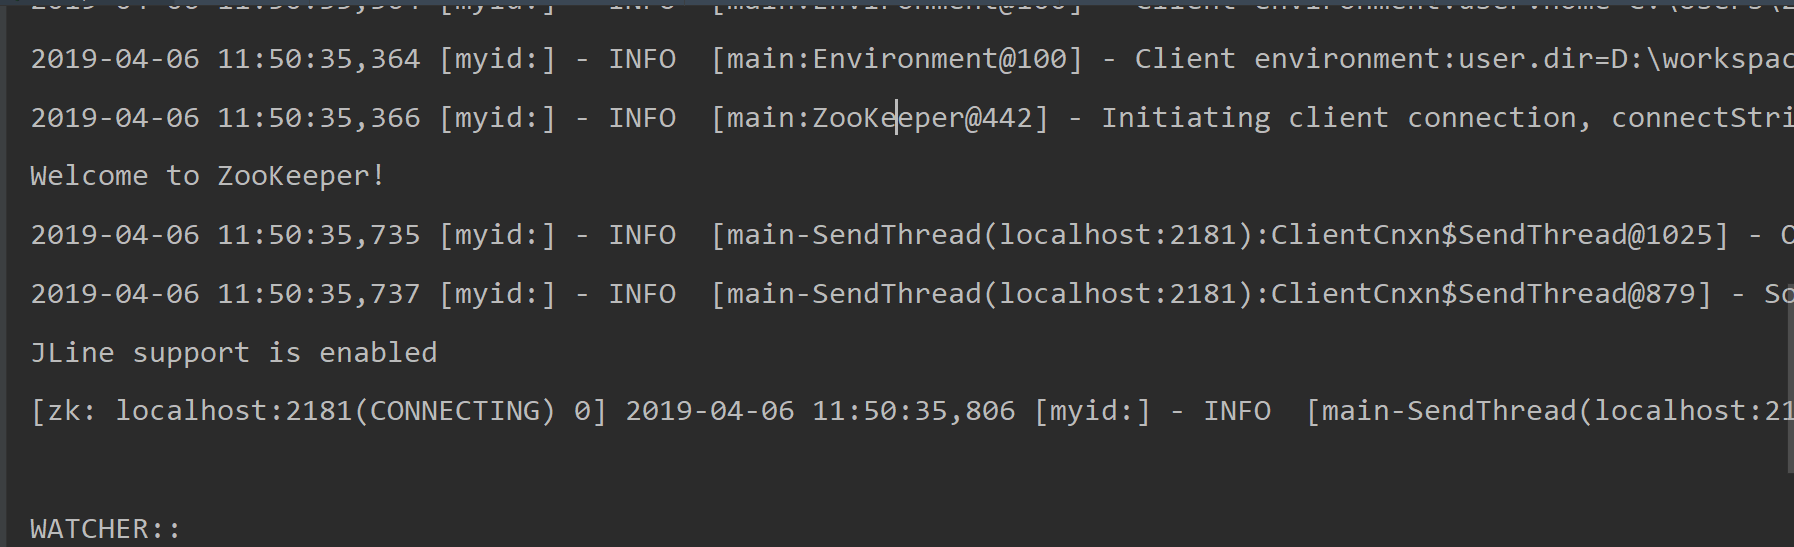 2019-04-06 11:50:35,364 [myid:] - INFO  [main:Environment@100] - Client environment:user.dir=D:\workspac
2019-04-06 11:50:35,366 [myid:] - INFO  [main:ZooKeeper@442] - Initiating client connection, connectStri
Welcome to ZooKeeper!
2019-04-06 11:50:35,735 [myid:] - INFO  [main-SendThread(localhost:2181):ClientCnxn$SendThread@1025] - O
2019-04-06 11:50:35,737 [myid:] - INFO  [main-SendThread(localhost:2181):ClientCnxn$SendThread@879] - So
JLine support is enabled
[zk: localhost:2181(CONNECTING) 0] 2019-04-06 11:50:35,806 [myid:] - INFO  [main-SendThread(localhost:21
WATCHER::